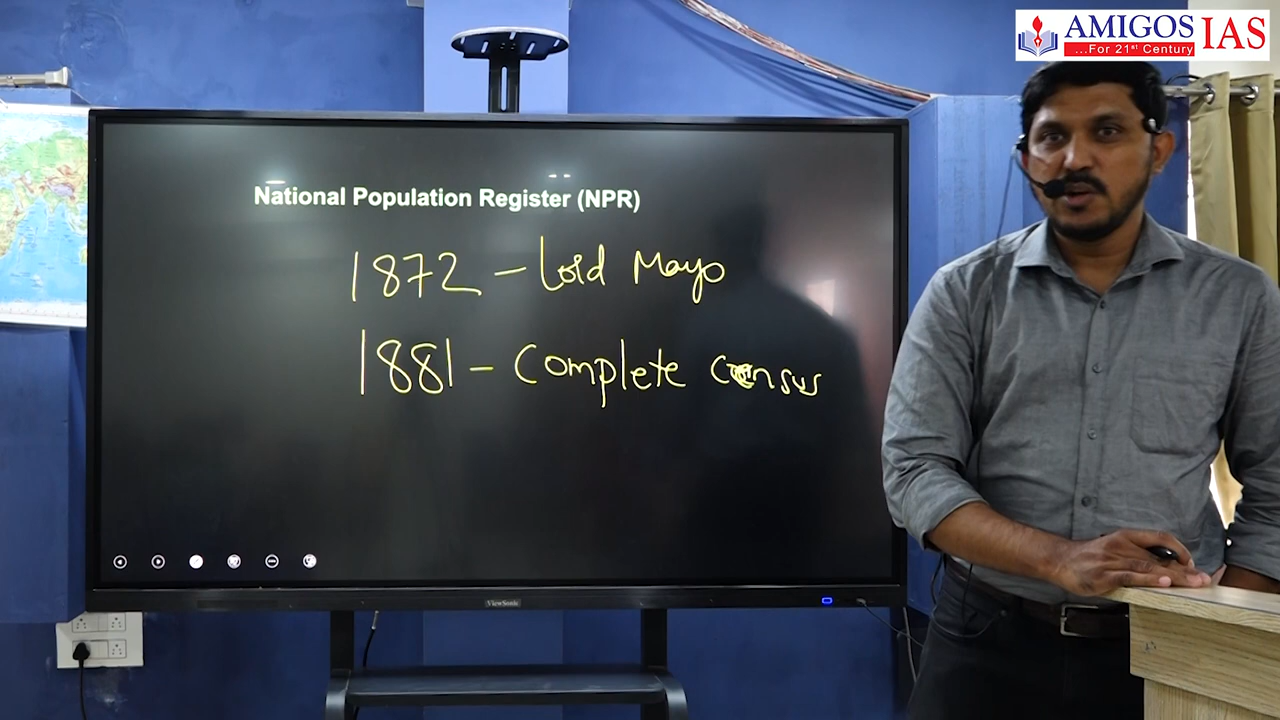 AMIGOS IAS
...For 21st Century
National Population Register (NPR)
1872 - Lord Mayo
1881 - Complete Census
ViewSonic